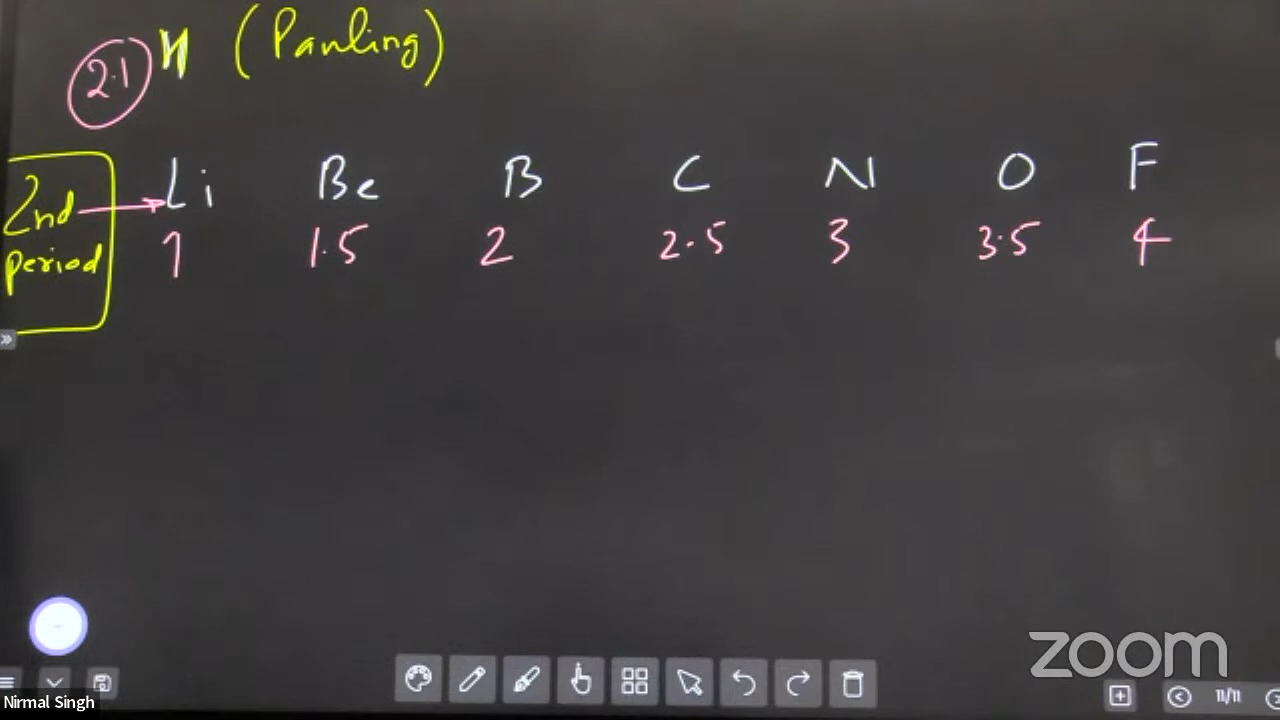 2.1 H (Pauling)
Li Be B C N O F
2nd period
1 1.5 2 2.5 3 3.5 4
zoom
11/11
Nirmal Singh